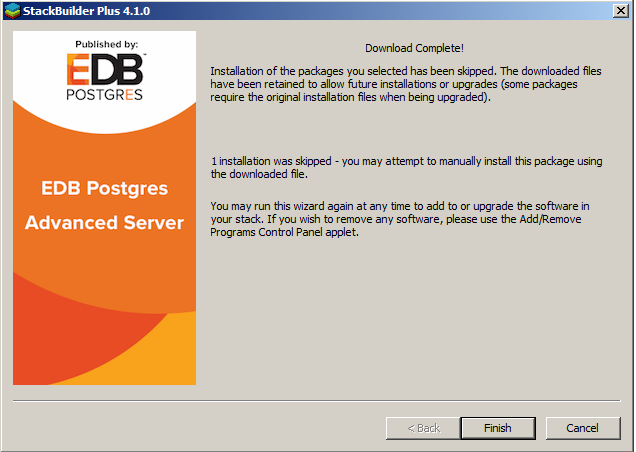 StackBuilder Plus 4.1.0
Published by:
EDB™
POSTGRES
EDB Postgres
Advanced Server
Download Complete!
Installation of the packages you selected has been skipped. The downloaded files
have been retained to allow future installations or upgrades (some packages
require the original installation files when being upgraded).
1 installation was skipped - you may attempt to manually install this package using
the downloaded file.
You may run this wizard again at any time to add to or upgrade the software in
your stack. If you wish to remove any software, please use the Add/Remove
Programs Control Panel applet.
< Back
Finish
Cancel